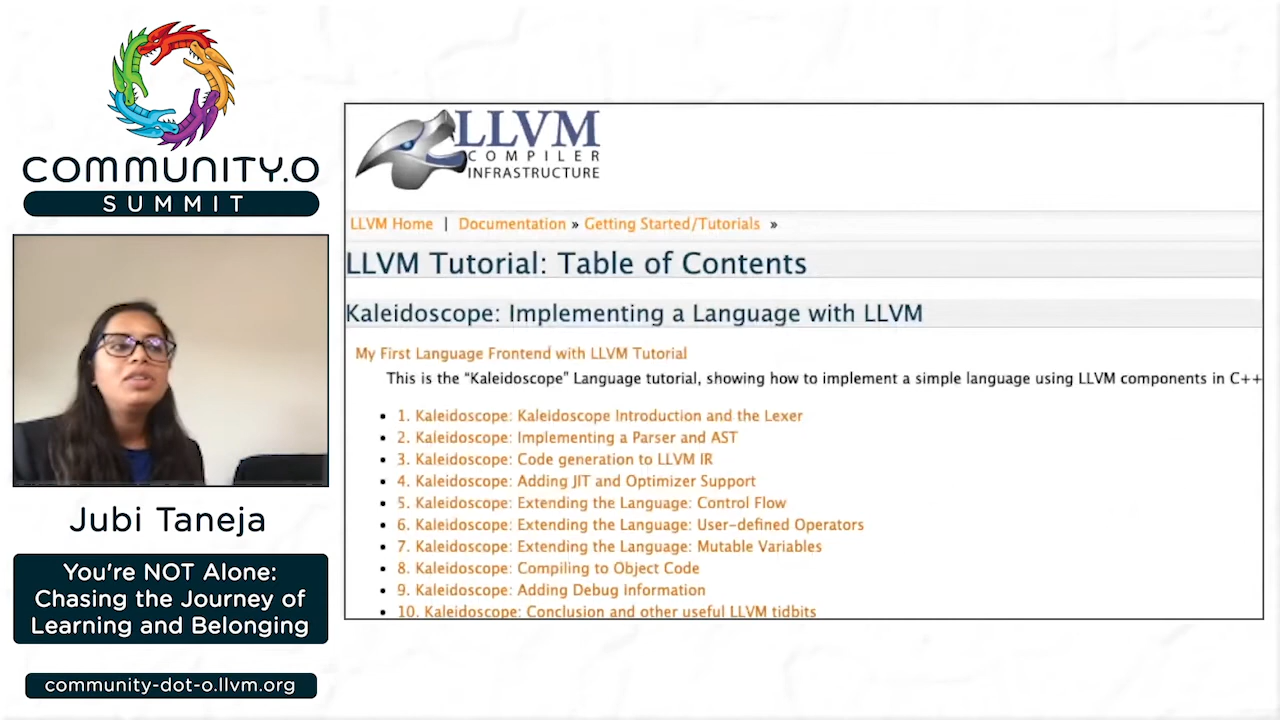 COMMUNITY.O
SUMMIT
Jubi Taneja
You're NOT Alone:
Chasing the Journey of
Learning and Belonging
community-dot-o.llvm.org
LLVM
COMPILER
INFRASTRUCTURE
LLVM Home | Documentation » Getting Started/Tutorials »
LLVM Tutorial: Table of Contents
Kaleidoscope: Implementing a Language with LLVM
My First Language Frontend with LLVM Tutorial
This is the “Kaleidoscope” Language tutorial, showing how to implement a simple language using LLVM components in C++
• 1. Kaleidoscope: Kaleidoscope Introduction and the Lexer
• 2. Kaleidoscope: Implementing a Parser and AST
• 3. Kaleidoscope: Code generation to LLVM IR
• 4. Kaleidoscope: Adding JIT and Optimizer Support
• 5. Kaleidoscope: Extending the Language: Control Flow
• 6. Kaleidoscope: Extending the Language: User-defined Operators
• 7. Kaleidoscope: Extending the Language: Mutable Variables
• 8. Kaleidoscope: Compiling to Object Code
• 9. Kaleidoscope: Adding Debug Information
• 10. Kaleidoscope: Conclusion and other useful LLVM tidbits